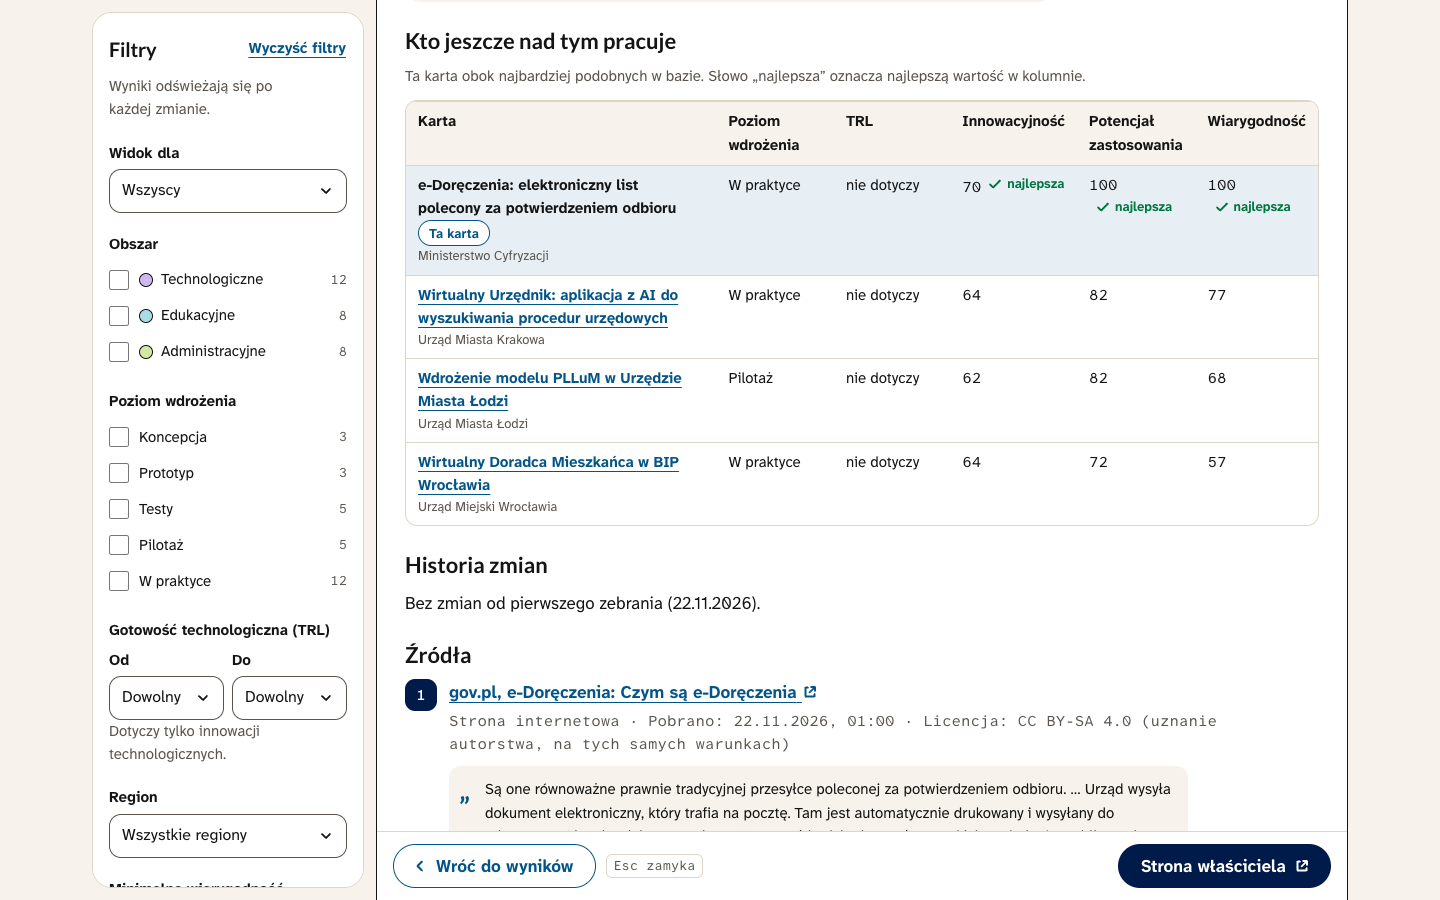 Filtry
Wyczyść filtry
Wyniki odświeżają się po
każdej zmianie.
Widok dla
Wszyscy
Obszar
Technologiczne 12
Edukacyjne 8
Administracyjne 8
Poziom wdrożenia
Koncepcja 3
Prototyp 3
Testy 5
Pilotaż 5
W praktyce 12
Gotowość technologiczna (TRL)
Od Do
Dowolny Dowolny
Dotyczy tylko innowacji
technologicznych.
Region
Wszystkie regiony
Minimalna wiarygodność
Kto jeszcze nad tym pracuje
Ta karta obok najbardziej podobnych w bazie. Słowo „najlepsza” oznacza najlepszą wartość w kolumnie.
Karta Poziom wdrożenia TRL Innowacyjność Potencjał zastosowania Wiarygodność
e-Doręczenia: elektroniczny list
polecony za potwierdzeniem odbioru
Ta karta
Ministerstwo Cyfryzacji
W praktyce nie dotyczy 70 najlepsza 100 najlepsza 100 najlepsza
Wirtualny Urzędnik: aplikacja z AI do
wyszukiwania procedur urzędowych
Urząd Miasta Krakowa
W praktyce nie dotyczy 64 82 77
Wdrożenie modelu PLLuM w Urzędzie
Miasta Łodzi
Urząd Miasta Łodzi
Pilotaż nie dotyczy 62 82 68
Wirtualny Doradca Mieszkańca w BIP
Wrocławia
Urząd Miejski Wrocławia
W praktyce nie dotyczy 64 72 57
Historia zmian
Bez zmian od pierwszego zebrania (22.11.2026).
Źródła
1 gov.pl, e-Doręczenia: Czym są e-Doręczenia
Strona internetowa · Pobrano: 22.11.2026, 01:00 · Licencja: CC BY-SA 4.0 (uznanie
autorstwa, na tych samych warunkach)
„ Są one równoważne prawnie tradycyjnej przesyłce poleconej za potwierdzeniem odbioru. ... Urząd wysyła
dokument elektroniczny, który trafia na pocztę. Tam jest automatycznie drukowany i wysyłany do
Wróć do wyników
Esc zamyka
Strona właściciela